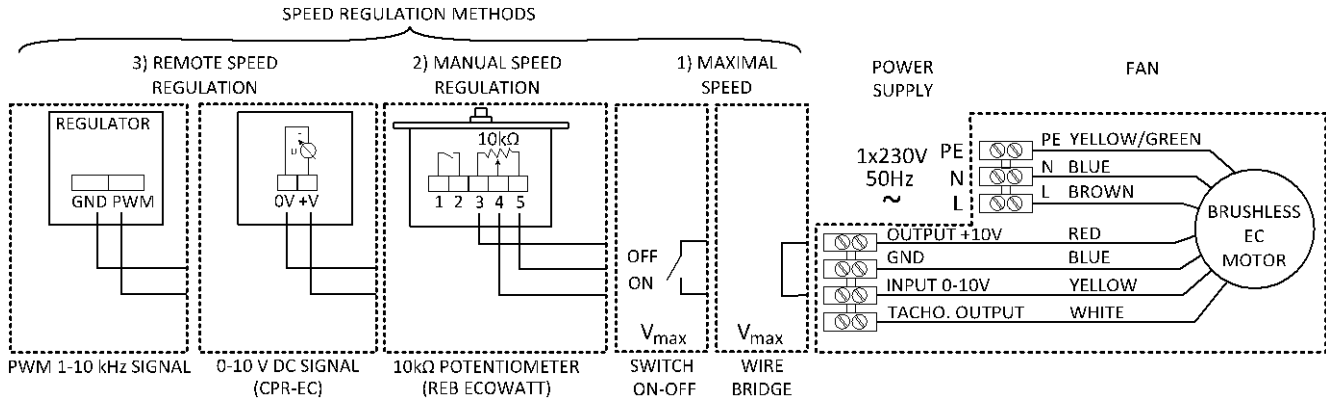 SPEED REGULATION METHODS
3) REMOTE SPEED
REGULATION
2) MANUAL SPEED
REGULATION
1) MAXIMAL
SPEED
POWER
SUPPLY
FAN
REGULATOR
GND PWM
PWM 1-10 kHz SIGNAL
-
U
0V +V
0-10 V DC SIGNAL
(CPR-EC)
10kΩ
1 2 3 4 5
10kΩ POTENTIOMETER
(REB ECOWATT)
OFF
ON
Vmax
SWITCH
ON-OFF
Vmax
WIRE
BRIDGE
1x230V
50Hz
~
PE
N
L
PE YELLOW/GREEN
N BLUE
L BROWN
OUTPUT +10V RED
GND BLUE
INPUT 0-10V YELLOW
TACHO. OUTPUT WHITE
BRUSHLESS
EC
MOTOR